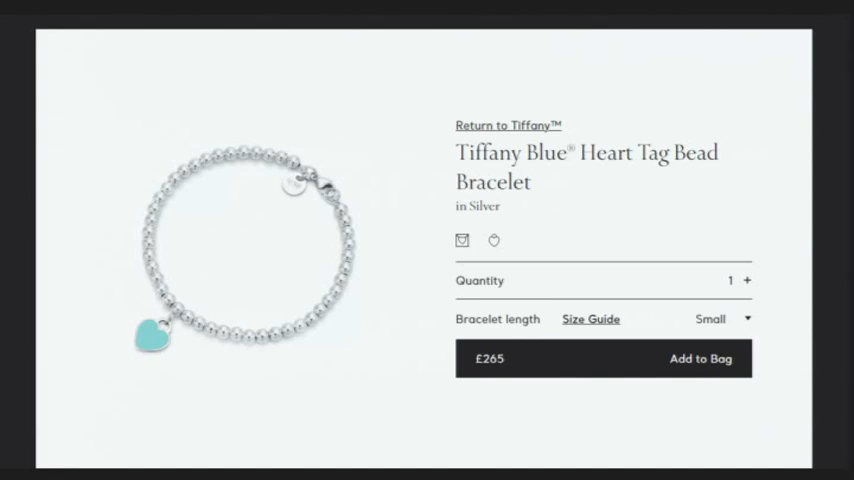 Return to Tiffany™
Tiffany Blue® Heart Tag Bead
Bracelet
in Silver
Quantity 1 +
Bracelet length Size Guide Small
£265 Add to Bag